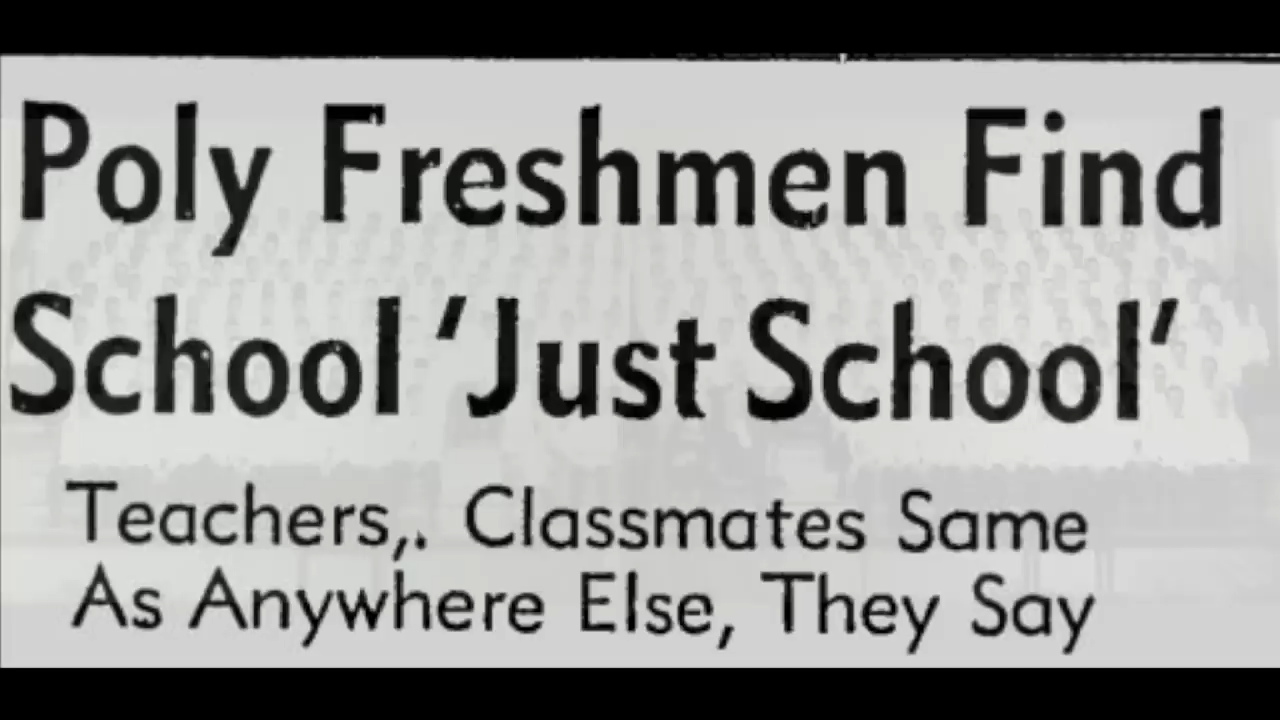 Poly Freshmen Find
School 'Just School'
Teachers,. Classmates Same
As Anywhere Else, They Say